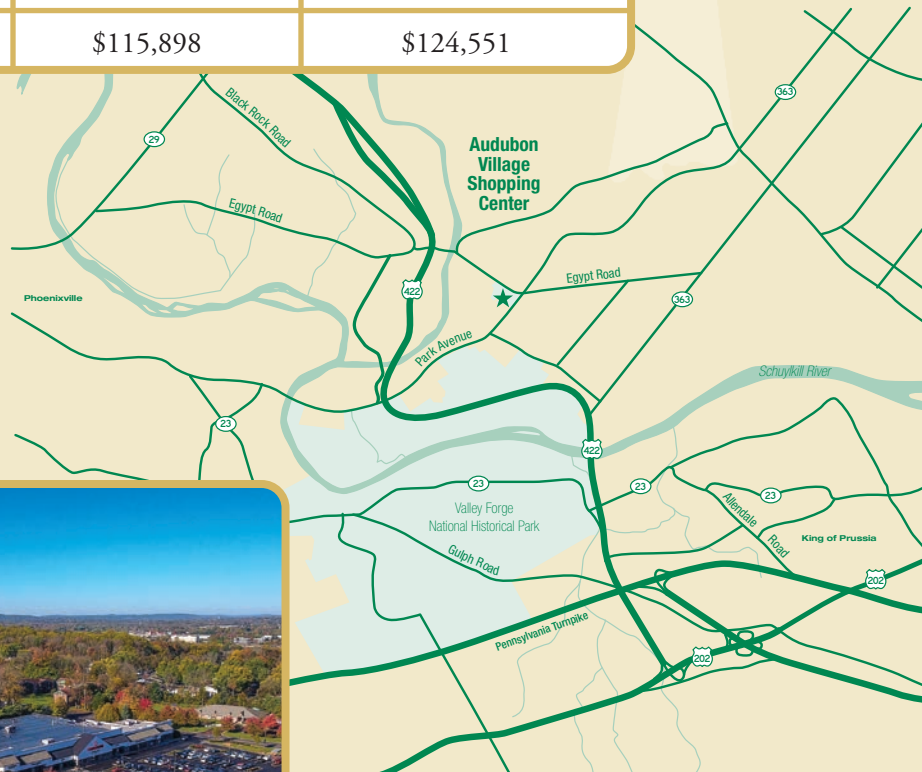 $115,898
$124,551
363
Black Rock Road
29
Audubon
Village
Shopping
Center
Egypt Road
Egypt Road
422
Phoenixville
363
Park Avenue
Schuylkill River
23
422
23
23
23
Allendale
Road
Valley Forge
National Historical Park
King of Prussia
Gulph Road
202
Pennsylvania Turnpike
202